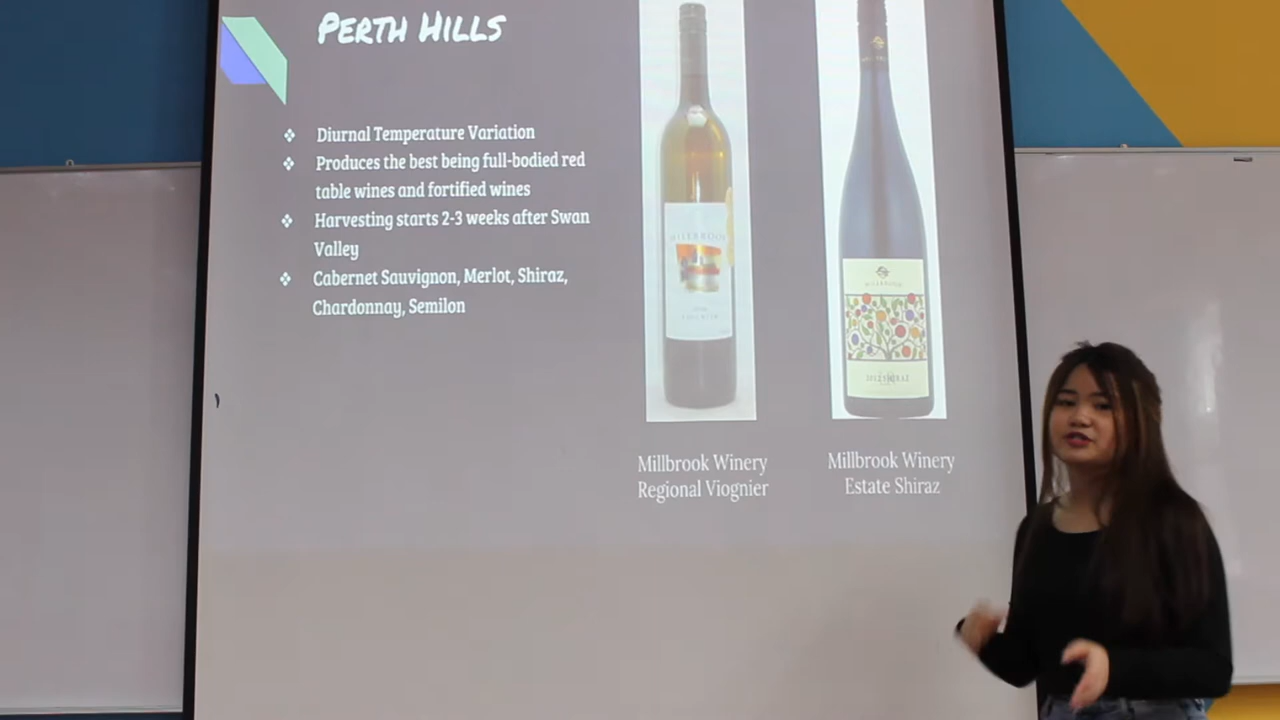 PERTH HILLS
❖ Diurnal Temperature Variation
❖ Produces the best being full-bodied red
table wines and fortified wines
❖ Harvesting starts 2-3 weeks after Swan
Valley
❖ Cabernet Sauvignon, Merlot, Shiraz,
Chardonnay, Semilon
MILLBROOK
Millbrook Winery
Regional Viognier
Millbrook Winery
Estate Shiraz